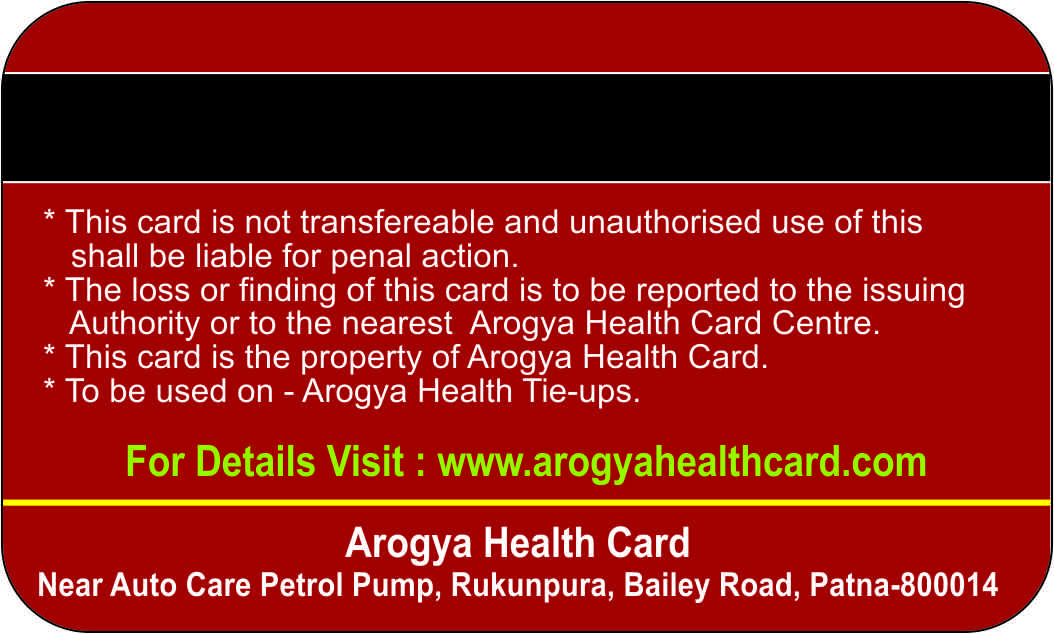 * This card is not transfereable and unauthorised use of this
shall be liable for penal action.
* The loss or finding of this card is to be reported to the issuing
Authority or to the nearest Arogya Health Card Centre.
* This card is the property of Arogya Health Card.
* To be used on - Arogya Health Tie-ups.
For Details Visit : www.arogyahealthcard.com
Arogya Health Card
Near Auto Care Petrol Pump, Rukunpura, Bailey Road, Patna-800014